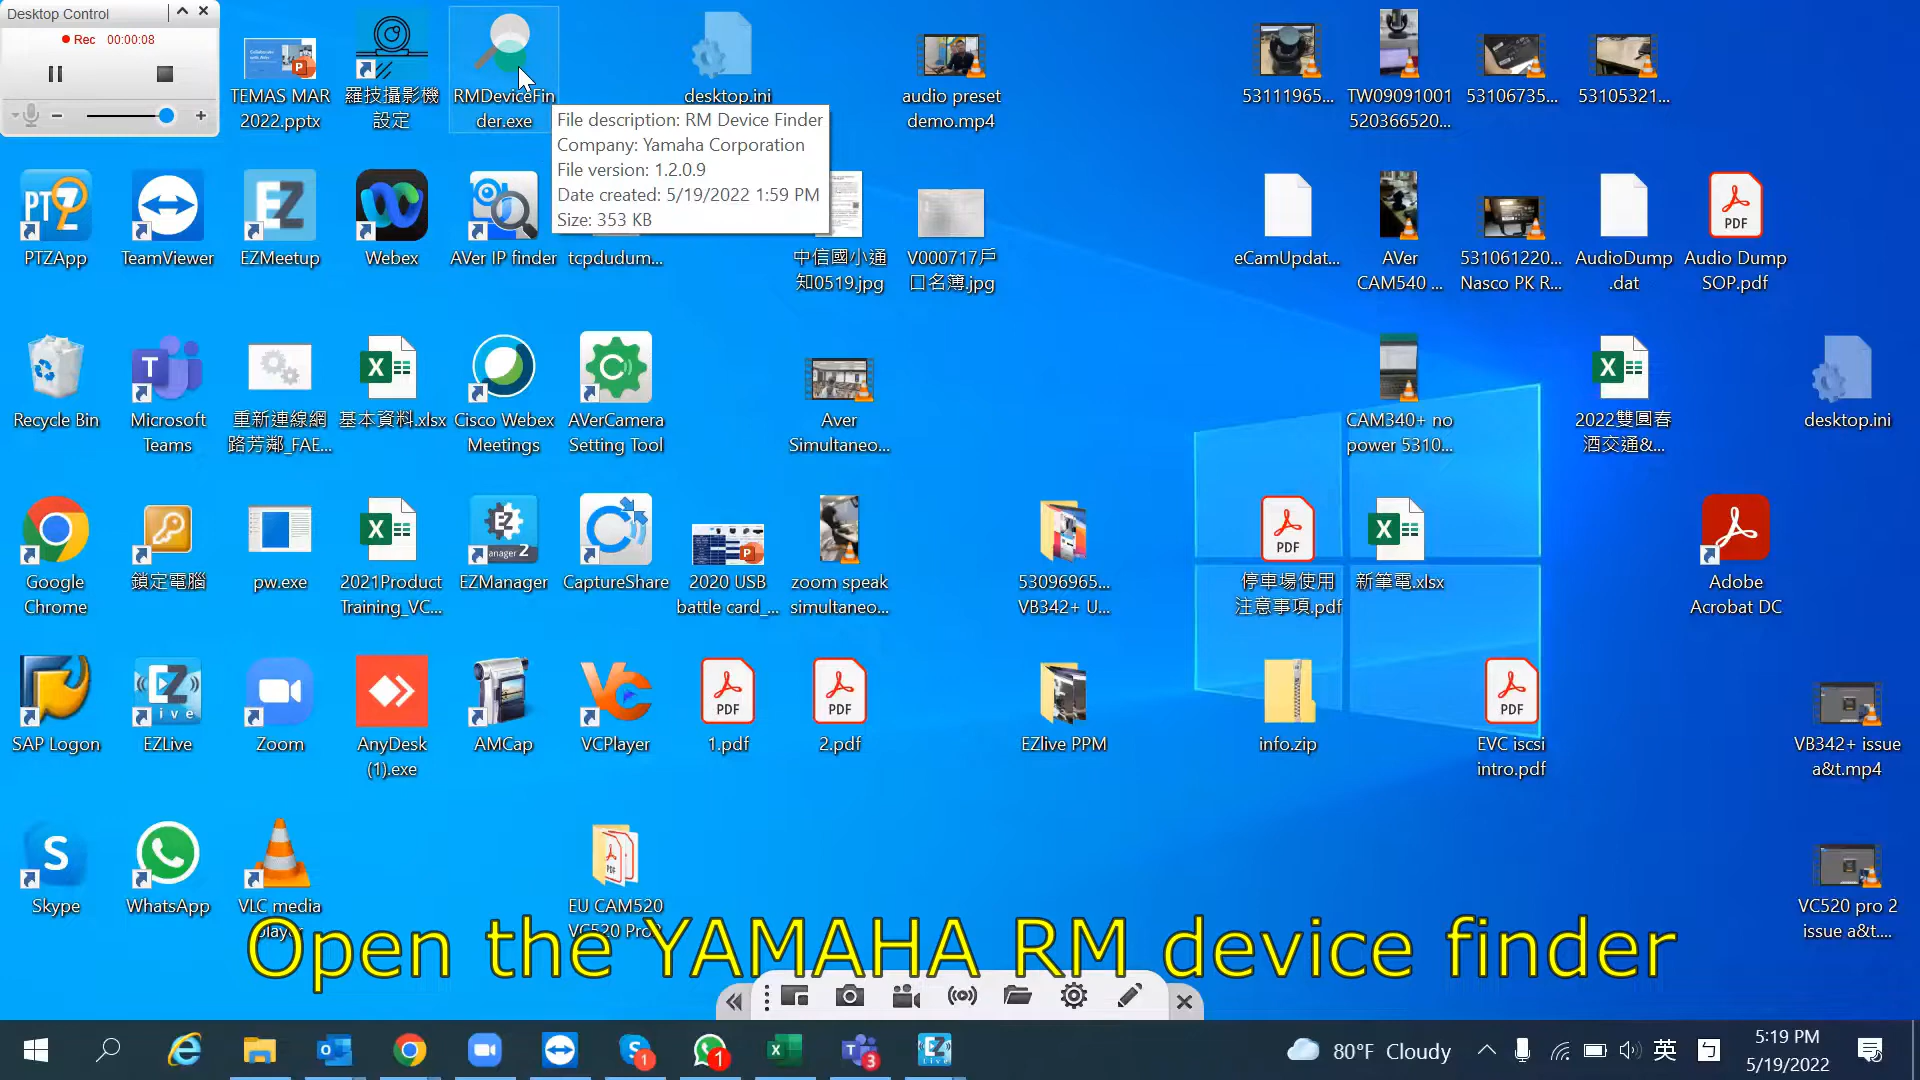 Desktop Control
Rec 00:00:08
TEMAS MAR
2022.pptx
羅技攝影機
設定
RMDeviceFin
der.exe
desktop.ini
audio preset
demo.mp4
53111965...
TW09091001
520366520...
53106735...
53105321...
File description: RM Device Finder
Company: Yamaha Corporation
File version: 1.2.0.9
Date created: 5/19/2022 1:59 PM
Size: 353 KB
PTZApp
TeamViewer
EZMeetup
Webex
AVer IP finder
tcpdudum...
中信國小通
知0519.jpg
V000717戶
口名簿.jpg
eCamUpdat...
AVer
CAM540 ...
531061220...
Nasco PK R...
AudioDump
.dat
PDF
Audio Dump
SOP.pdf
Recycle Bin
Microsoft
Teams
重新連線網
路芳鄰_FAE...
基本資料.xlsx
Cisco Webex
Meetings
AVerCamera
Setting Tool
Aver
Simultaneo...
CAM340+ no
power 5310...
2022雙圓春
酒交通&...
desktop.ini
Google
Chrome
鎖定電腦
pw.exe
2021Product
Training_VC...
EZManager
CaptureShare
2020 USB
battle card_...
zoom speak
simultaneo...
53096965...
VB342+ U...
PDF
停車場使用
注意事項.pdf
新筆電.xlsx
Adobe
Acrobat DC
SAP Logon
EZLive
Zoom
AnyDesk
(1).exe
AMCap
VCPlayer
PDF
1.pdf
PDF
2.pdf
EZlive PPM
info.zip
PDF
EVC iscsi
intro.pdf
VB342+ issue
a&t.mp4
Skype
WhatsApp
VLC media
player
EU CAM520
VC520 Pro2
VC520 pro 2
issue a&t....
Open the YAMAHA RM device finder
80°F Cloudy
英
ㄅ
5:19 PM
5/19/2022